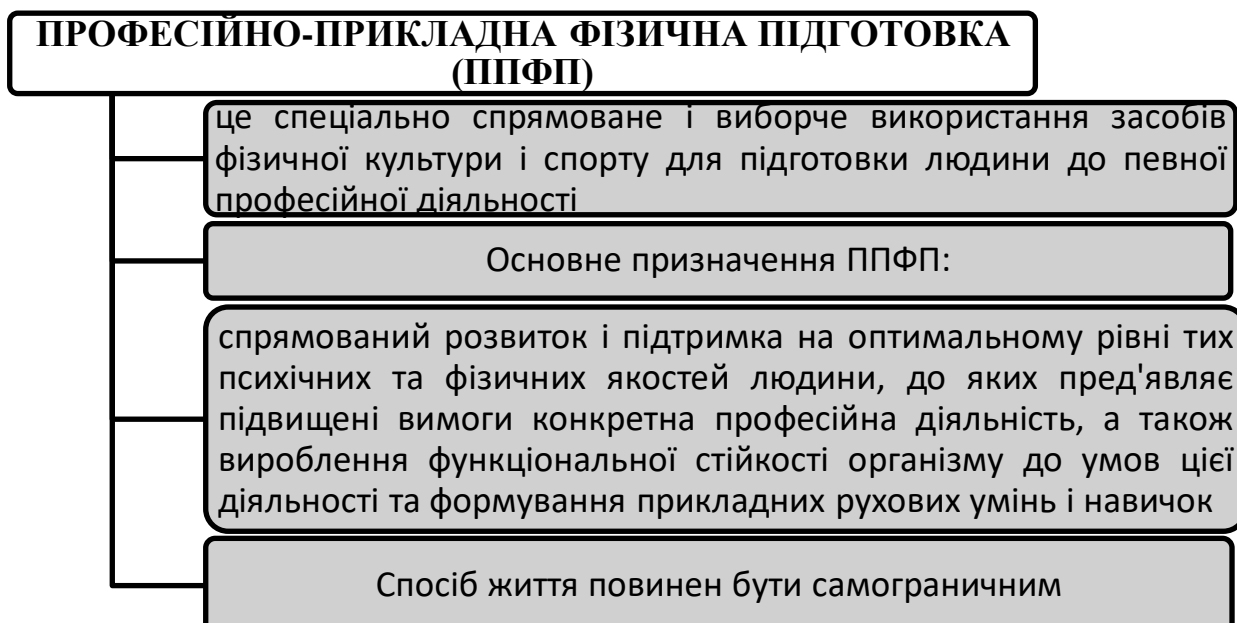 ПРОФЕСІЙНО-ПРИКЛАДНА ФІЗИЧНА ПІДГОТОВКА
(ППФП)
це спеціально спрямоване і виборче використання засобів
фізичної культури і спорту для підготовки людини до певної
професійної діяльності
Основне призначення ППФП:
спрямований розвиток і підтримка на оптимальному рівні тих
психічних та фізичних якостей людини, до яких пред'являє
підвищені вимоги конкретна професійна діяльність, а також
вироблення функціональної стійкості організму до умов цієї
діяльності та формування прикладних рухових умінь і навичок
Спосіб життя повинен бути самограничним